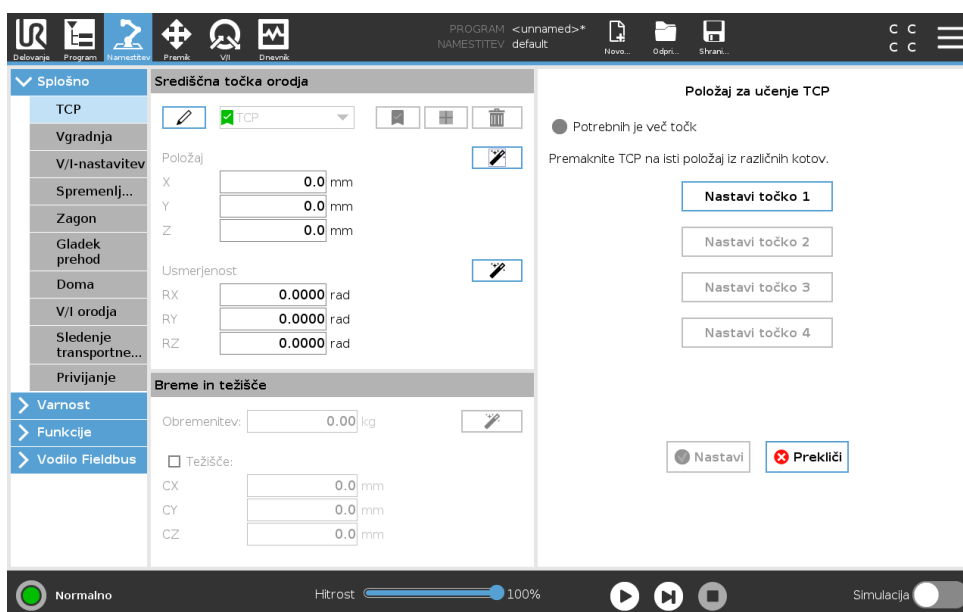 PROGRAM <unnamed>*
NAMESTITEV default
Delovanje Program Namestitev Premik V/I Dnevnik Novo... Odpri... Shrani...
C C
C C
Splošno
TCP
Vgradnja
V/I-nastavitev
Spremenlj...
Zagon
Gladek
prehod
Doma
V/I orodja
Sledenje
transportne...
Privijanje
Varnost
Funkcije
Vodilo Fieldbus
Središčna točka orodja
TCP
Položaj
X 0.0 mm
Y 0.0 mm
Z 0.0 mm
Usmerjenost
RX 0.0000 rad
RY 0.0000 rad
RZ 0.0000 rad
Breme in težišče
Obremenitev: 0.00 kg
Težišče:
CX 0.0 mm
CY 0.0 mm
CZ 0.0 mm
Položaj za učenje TCP
Potrebnih je več točk
Premaknite TCP na isti položaj iz različnih kotov.
Nastavi točko 1
Nastavi točko 2
Nastavi točko 3
Nastavi točko 4
Nastavi Prekliči
Normalno Hitrost 100% Simulacija